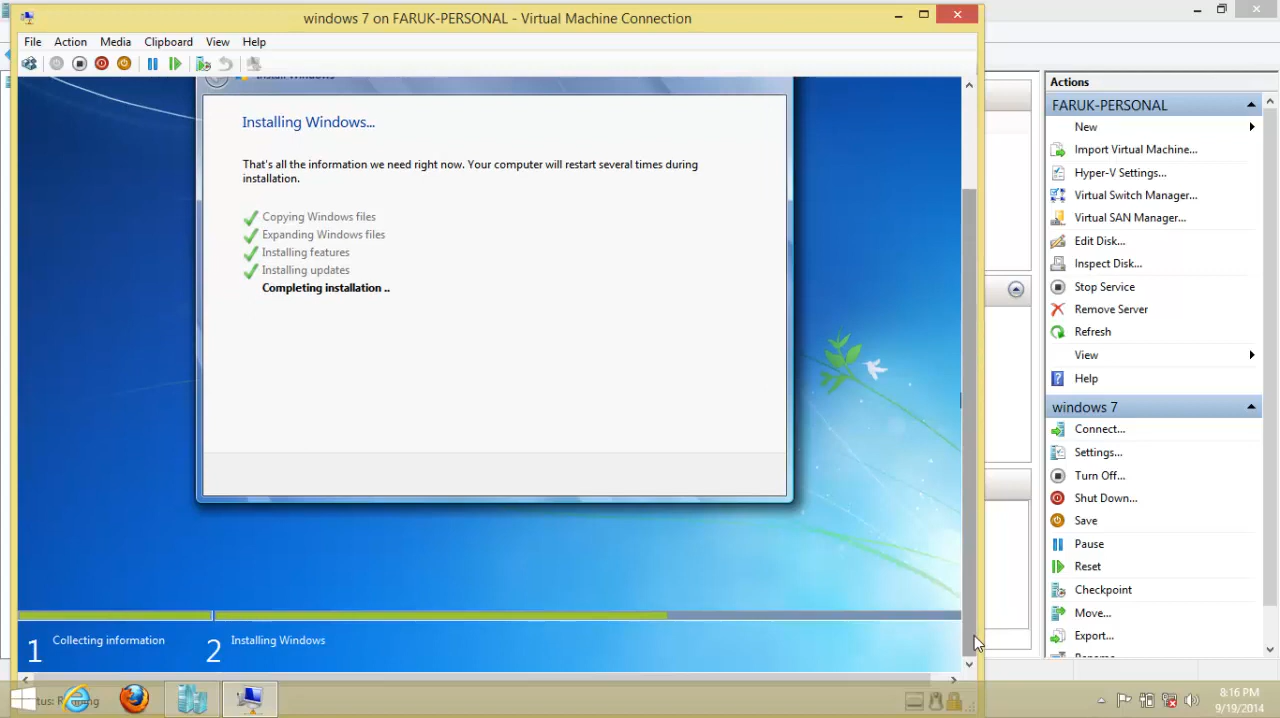 windows 7 on FARUK-PERSONAL - Virtual Machine Connection
File Action Media Clipboard View Help
Install Windows
Installing Windows...
That's all the information we need right now. Your computer will restart several times during
installation.
Copying Windows files
Expanding Windows files
Installing features
Installing updates
Completing installation ..
1 Collecting information
2 Installing Windows
Actions
FARUK-PERSONAL
New
Import Virtual Machine...
Hyper-V Settings...
Virtual Switch Manager...
Virtual SAN Manager...
Edit Disk...
Inspect Disk...
Stop Service
Remove Server
Refresh
View
Help
windows 7
Connect...
Settings...
Turn Off...
Shut Down...
Save
Pause
Reset
Checkpoint
Move...
Export...
8:16 PM
9/19/2014